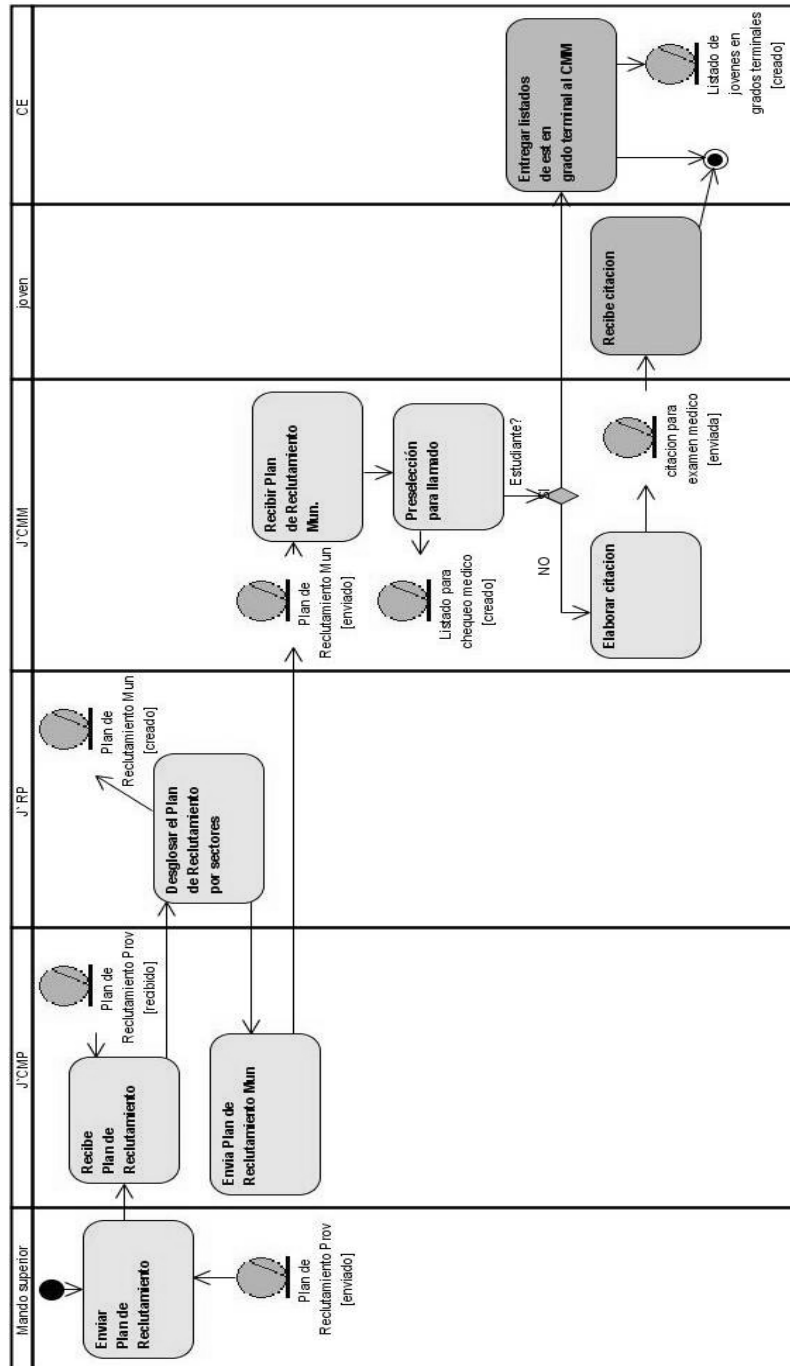 Mando superior
J`CMP
J` RP
J`CMM
joven
CE
Enviar
Plan de
Reclutamiento
Plan de
Reclutamiento Prov
[enviado]
Recibe
Plan de
Reclutamiento
Plan de
Reclutamiento Prov
[recibido]
Envia Plan de
Reclutamiento Mun
Desglosar el Plan
de Reclutamiento
por sectores
Plan de
Reclutamiento Mun
[creado]
Plan de
Reclutamiento Mun
[enviado]
Recibir Plan
de Reclutamiento
Mun.
Preselección
para llamado
Listado para
chequeo medico
[creado]
Estudiante?
SI
NO
Elaborar citacion
citacion para
examen medico
[enviada]
Recibe citacion
Entregar listados
de est en
grado terminal al CMM
Listado de
jovenes en
grados terminales
[creado]